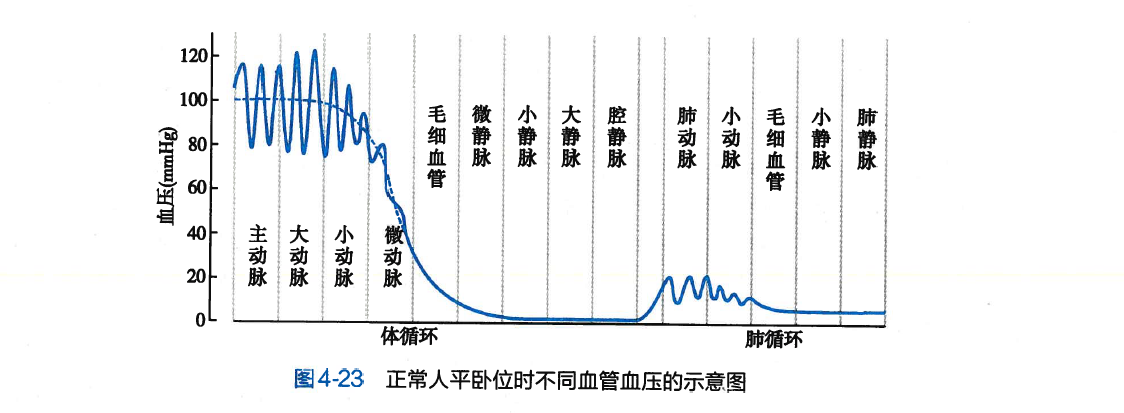 120
100
80
60
40
20
0
血压(mmHg)
主动脉
大动脉
小动脉
微动脉
毛细血管
微静脉
小静脉
大静脉
腔静脉
肺动脉
小动脉
毛细血管
小静脉
肺静脉
体循环
肺循环
图4-23 正常人平卧位时不同血管血压的示意图